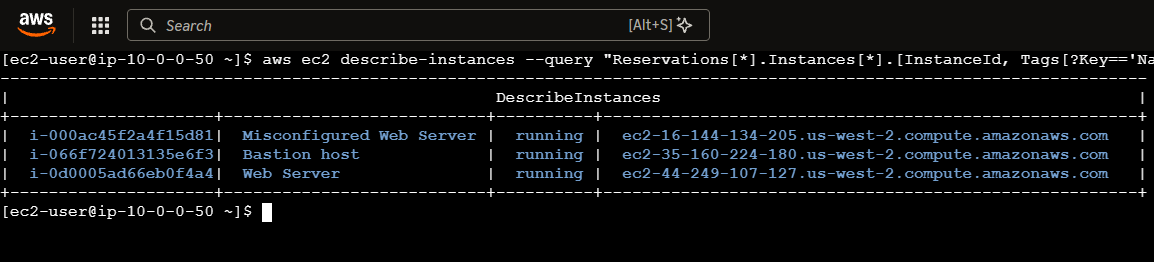 aws Search [Alt+S]
[ec2-user@ip-10-0-0-50 ~]$ aws ec2 describe-instances --query "Reservations[*].Instances[*].[InstanceId, Tags[?Key=='Na
-------------------------------------------------------------------------------------------------------------------
| DescribeInstances |
+---------------------+---------------------------+-----------+-----------------------------------------------------+
| i-000ac45f2a4f15d81| Misconfigured Web Server | running | ec2-16-144-134-205.us-west-2.compute.amazonaws.com |
| i-066f724013135e6f3| Bastion host | running | ec2-35-160-224-180.us-west-2.compute.amazonaws.com |
| i-0d0005ad66eb0f4a4| Web Server | running | ec2-44-249-107-127.us-west-2.compute.amazonaws.com |
+---------------------+---------------------------+-----------+-----------------------------------------------------+
[ec2-user@ip-10-0-0-50 ~]$